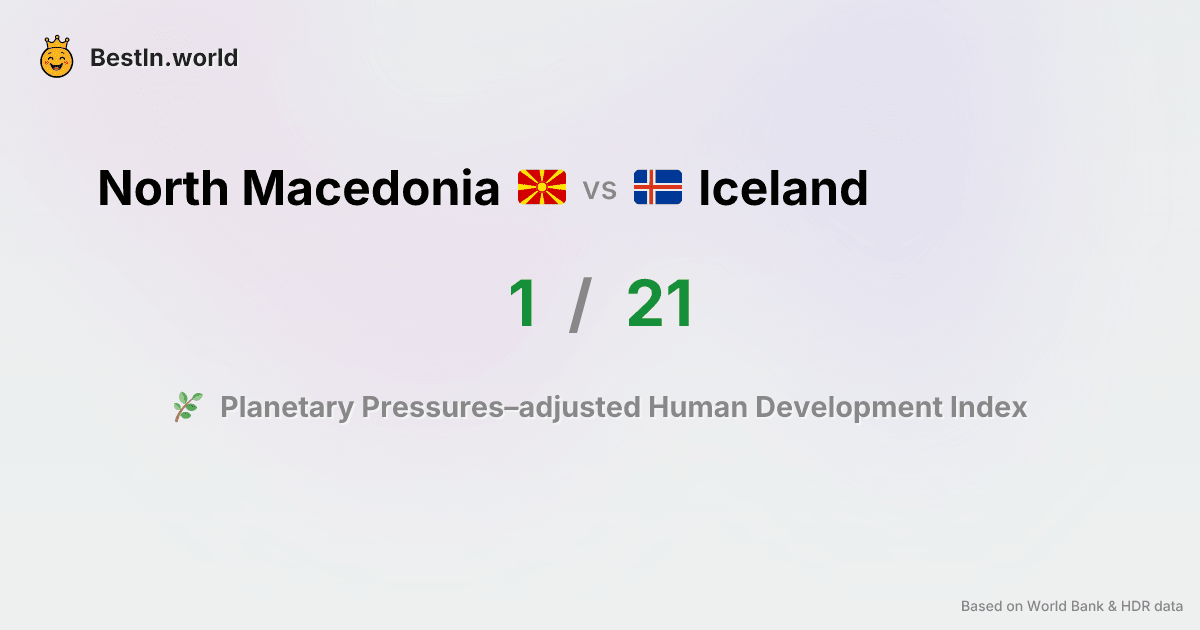 BestIn.world
North Macedonia vs Iceland
1 / 21
Planetary Pressures–adjusted Human Development Index
Based on World Bank & HDR data